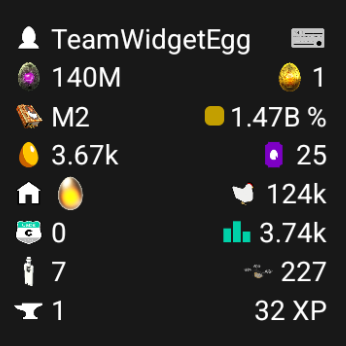 TeamWidgetEgg
140M 1
M2 1.47B %
3.67k 25
124k
0 3.74k
7 227
1 32 XP